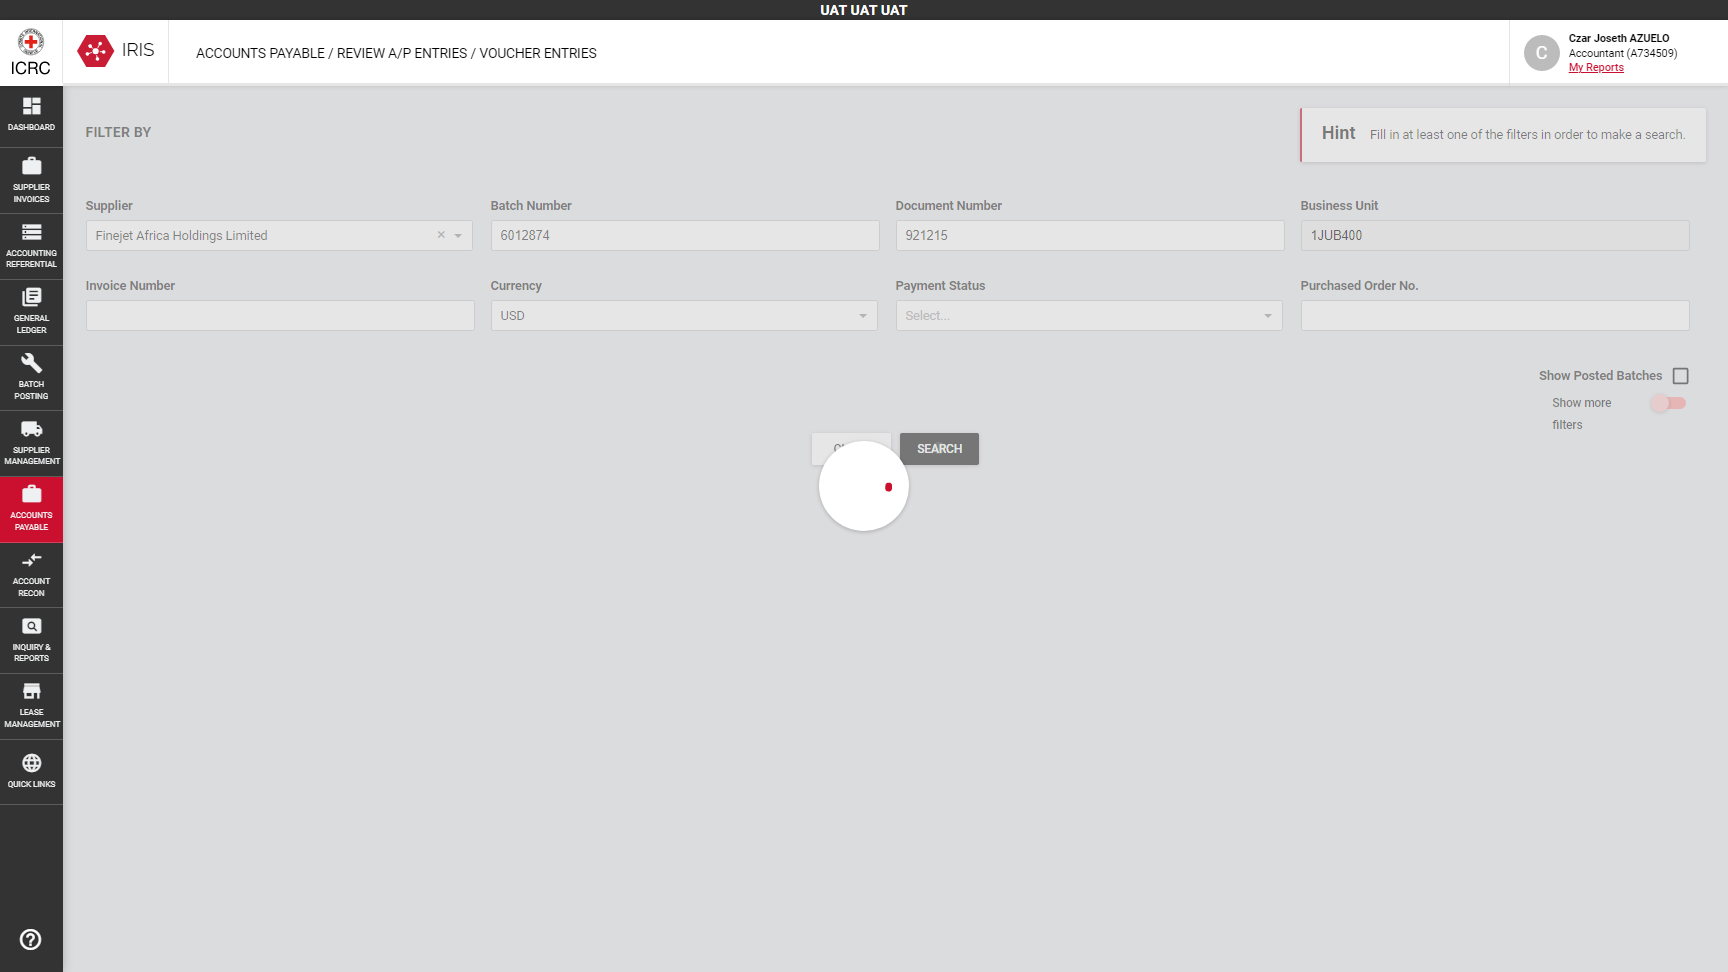 UAT UAT UAT
ICRC
IRIS
ACCOUNTS PAYABLE / REVIEW A/P ENTRIES / VOUCHER ENTRIES
C
Czar Joseth AZUELO
Accountant (A734509)
My Reports
DASHBOARD
SUPPLIER
INVOICES
ACCOUNTING
REFERENTIAL
GENERAL
LEDGER
BATCH
POSTING
SUPPLIER
MANAGEMENT
ACCOUNTS
PAYABLE
ACCOUNT
RECON
INQUIRY &
REPORTS
LEASE
MANAGEMENT
QUICK LINKS
FILTER BY
Hint Fill in at least one of the filters in order to make a search.
Supplier Batch Number Document Number Business Unit
Finejet Africa Holdings Limited 6012874 921215 1JUB400
Invoice Number Currency Payment Status Purchased Order No.
USD Select...
Show Posted Batches
Show more
filters
SEARCH